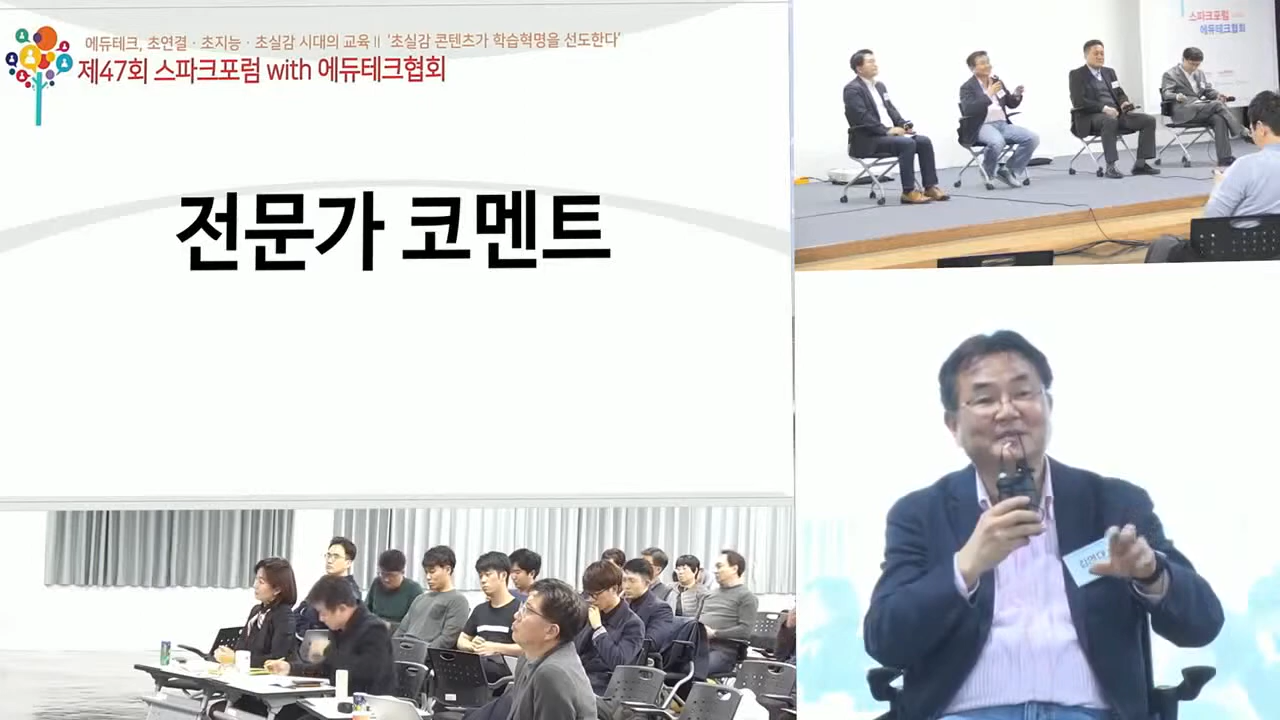 에듀테크, 초연결 · 초지능 · 초실감 시대의 교육 II '초실감 콘텐츠가 학습혁명을 선도한다'
제47회 스파크포럼 with 에듀테크협회
전문가 코멘트
스파크포럼
에듀테크협회